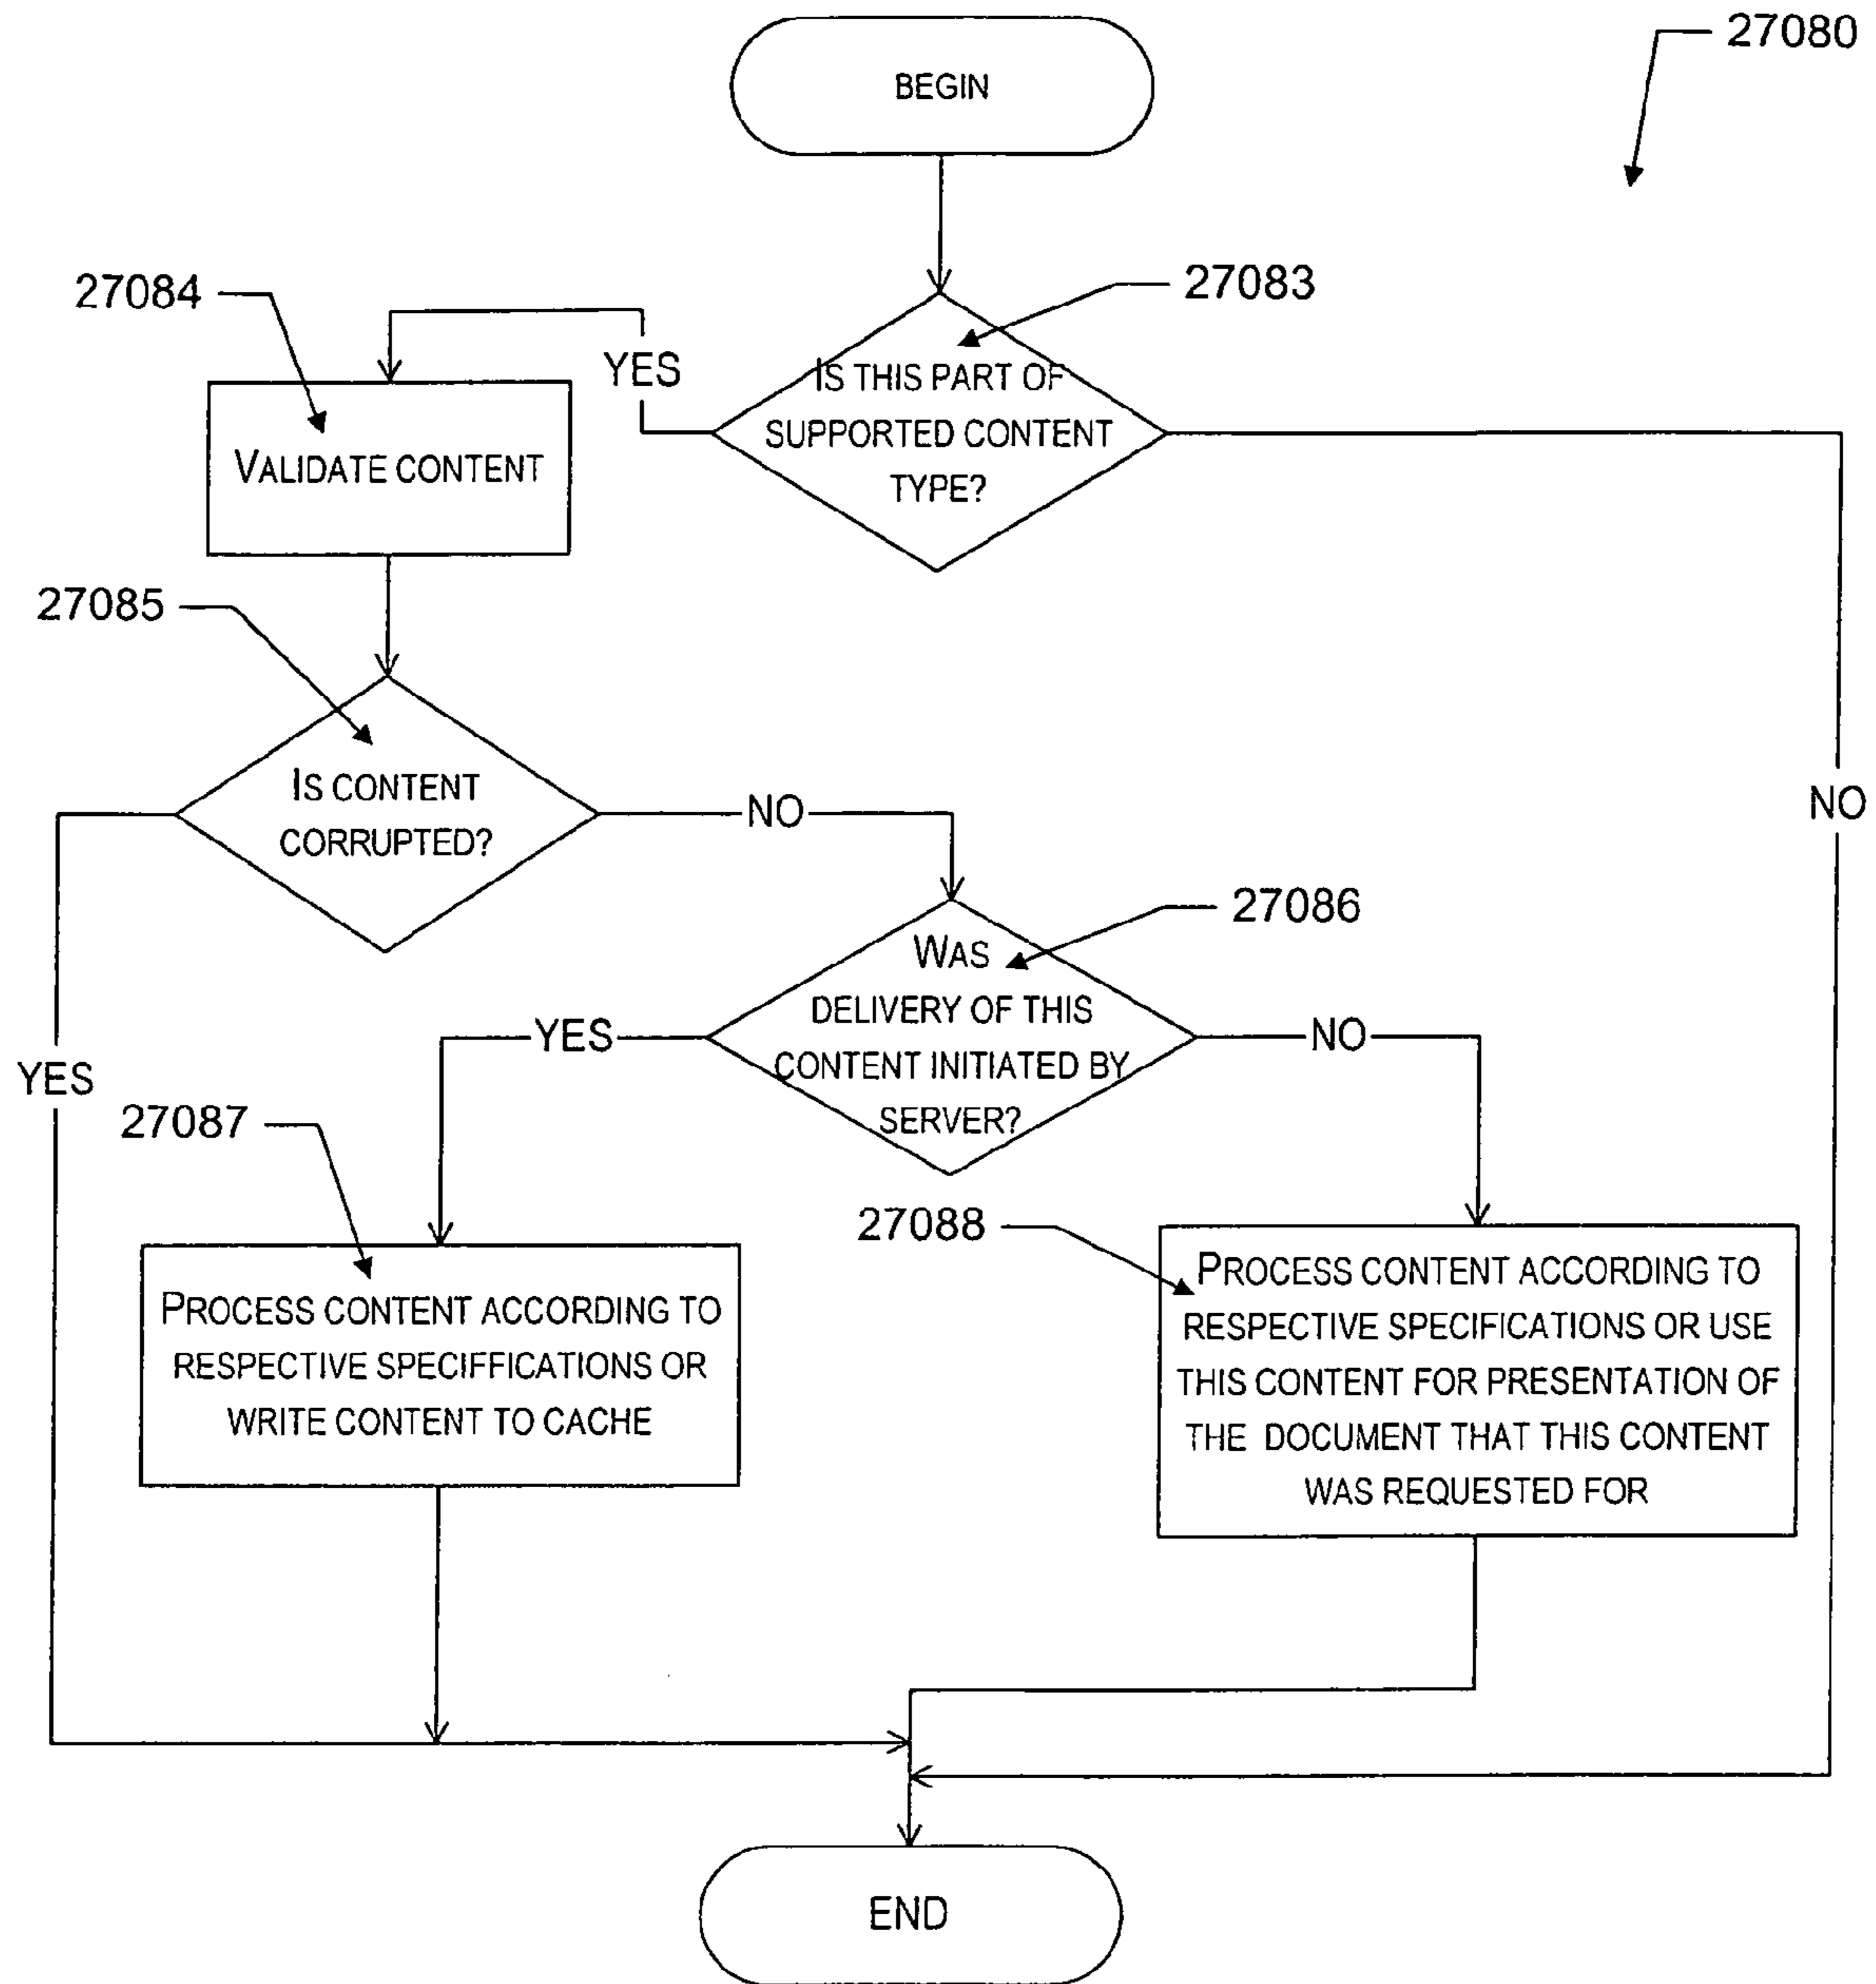 27080
BEGIN
27083
27084
YES
IS THIS PART OF
SUPPORTED CONTENT
TYPE?
VALIDATE CONTENT
27085
NO
IS CONTENT
CORRUPTED?
NO
27086
WAS
DELIVERY OF THIS
CONTENT INITIATED BY
SERVER?
YES
NO
YES
27087
27088
PROCESS CONTENT ACCORDING TO
RESPECTIVE SPECIFFICATIONS OR
WRITE CONTENT TO CACHE
PROCESS CONTENT ACCORDING TO
RESPECTIVE SPECIFICATIONS OR USE
THIS CONTENT FOR PRESENTATION OF
THE DOCUMENT THAT THIS CONTENT
WAS REQUESTED FOR
END